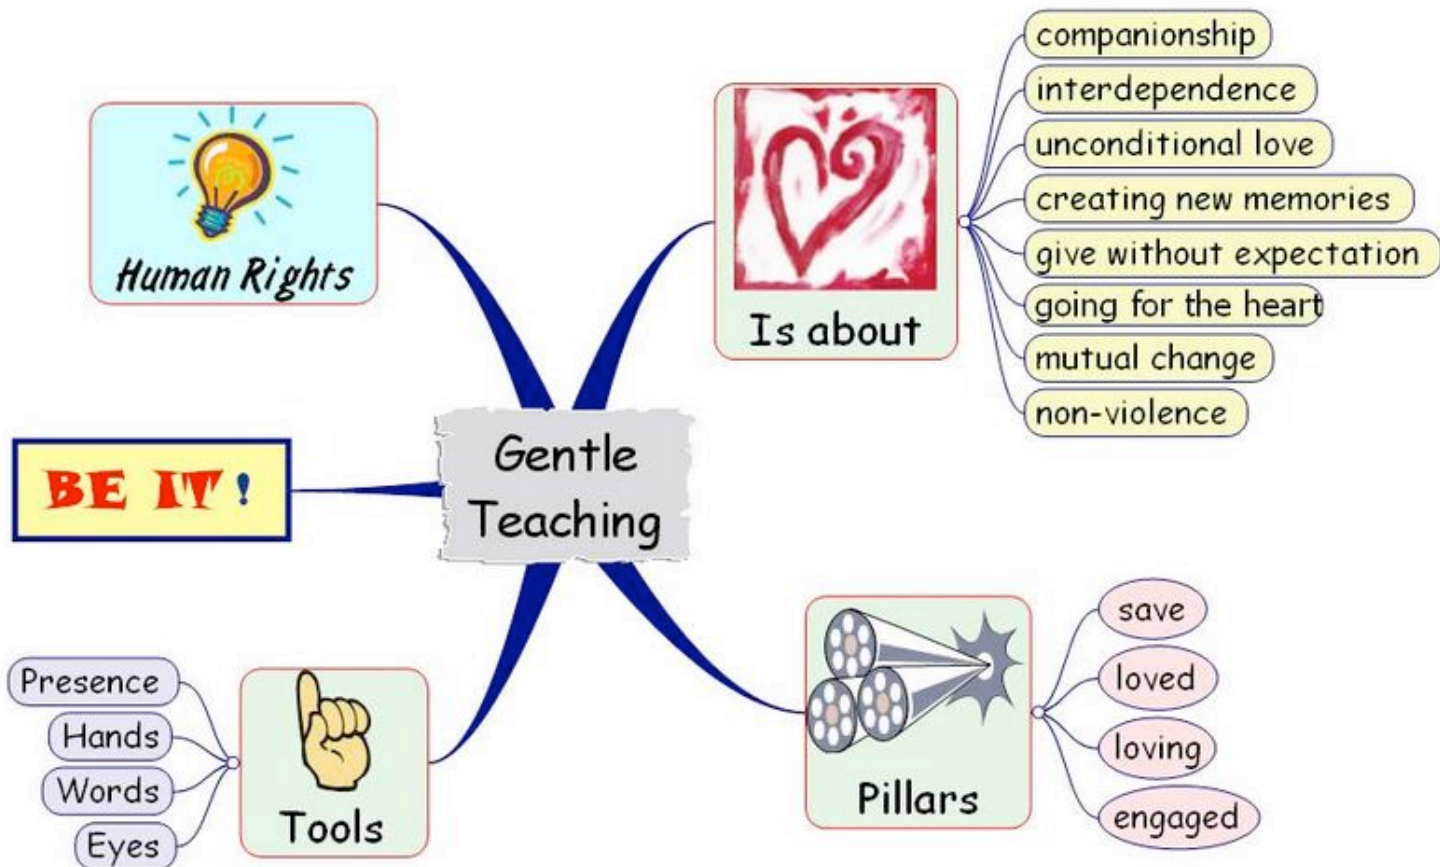 Human Rights
BE IT!
Gentle
Teaching
Is about
companionship
interdependence
unconditional love
creating new memories
give without expectation
going for the heart
mutual change
non-violence
Tools
Presence
Hands
Words
Eyes
Pillars
save
loved
loving
engaged